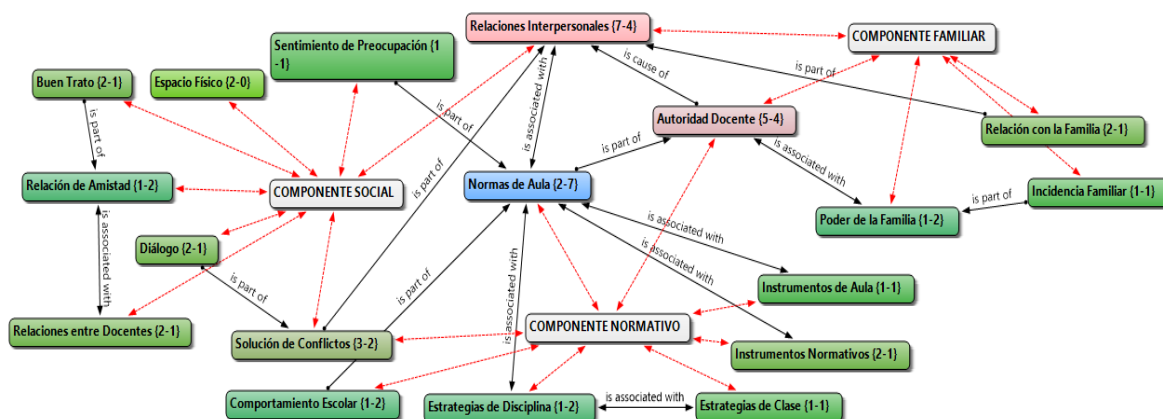 Relaciones Interpersonales {7-4}
Sentimiento de Preocupación {1
-1}
COMPONENTE FAMILIAR
is cause of
is part of
Buen Trato {2-1}
Espacio Físico {2-0}
is part of
is associated with
Autoridad Docente {5-4}
Relación con la Familia {2-1}
is part of
is part of
is associated with
Relación de Amistad {1-2}
COMPONENTE SOCIAL
is part of
Normas de Aula {2-7}
Incidencia Familiar {1-1}
is part of
Poder de la Familia {1-2}
is associated with
Diálogo {2-1}
is associated with
is associated with
is part of
is part of
is associated with
Instrumentos de Aula {1-1}
Relaciones entre Docentes {2-1}
Solución de Conflictos {3-2}
COMPONENTE NORMATIVO
Instrumentos Normativos {2-1}
Comportamiento Escolar {1-2}
Estrategias de Disciplina {1-2}
is associated with
Estrategias de Clase {1-1}